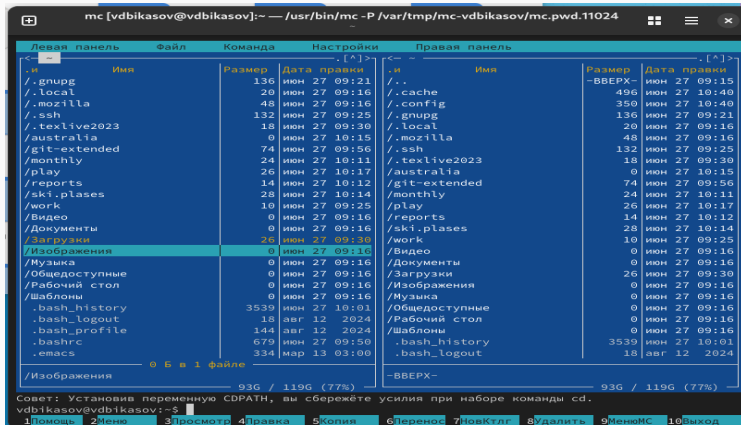 mc [vdbikasov@vdbikasov]:~ — /usr/bin/mc -P /var/tmp/mc-vdbikasov/mc.pwd.11024
Левая панель Файл Команда Настройки Правая панель
<─ ~ .[^]> <─ ~ .[^]>
.и Имя Размер Дата правки .и Имя Размер Дата правки
/.gnupg 136 июн 27 09:21 /.. -ВВЕРХ- июн 27 09:15
/.local 20 июн 27 09:16 /.cache 496 июн 27 10:40
/.mozilla 48 июн 27 09:16 /.config 350 июн 27 10:40
/.ssh 132 июн 27 09:25 /.gnupg 136 июн 27 09:21
/.texlive2023 18 июн 27 09:30 /.local 20 июн 27 09:16
/australia 0 июн 27 10:15 /.mozilla 48 июн 27 09:16
/git-extended 74 июн 27 09:56 /.ssh 132 июн 27 09:25
/monthly 24 июн 27 10:11 /.texlive2023 18 июн 27 09:30
/play 26 июн 27 10:17 /australia 0 июн 27 10:15
/reports 14 июн 27 10:12 /git-extended 74 июн 27 09:56
/ski.plases 28 июн 27 10:14 /monthly 24 июн 27 10:11
/work 10 июн 27 09:25 /play 26 июн 27 10:17
/Видео 0 июн 27 09:16 /reports 14 июн 27 10:12
/Документы 0 июн 27 09:16 /ski.plases 28 июн 27 10:14
/Загрузки 26 июн 27 09:30 /work 10 июн 27 09:25
/Изображения 0 июн 27 09:16 /Видео 0 июн 27 09:16
/Музыка 0 июн 27 09:16 /Документы 0 июн 27 09:16
/Общедоступные 0 июн 27 09:16 /Загрузки 26 июн 27 09:30
/Рабочий стол 0 июн 27 09:16 /Изображения 0 июн 27 09:16
/Шаблоны 0 июн 27 09:16 /Музыка 0 июн 27 09:16
.bash_history 3539 июн 27 10:01 /Общедоступные 0 июн 27 09:16
.bash_logout 18 авг 12 2024 /Рабочий стол 0 июн 27 09:16
.bash_profile 144 авг 12 2024 /Шаблоны 0 июн 27 09:16
.bashrc 679 июн 27 09:50 .bash_history 3539 июн 27 10:01
.emacs 334 мар 13 03:00 .bash_logout 18 авг 12 2024
0 Б в 1 файле
/Изображения -ВВЕРХ-
93G / 119G (77%) 93G / 119G (77%)
Совет: Установив переменную CDPATH, вы сбережёте усилия при наборе команды cd.
vdbikasov@vdbikasov:~$
1Помощь 2Меню 3Просмотр 4Правка 5Копия 6Перенос 7НовКтлг 8Удалить 9МенюMC 10Выход